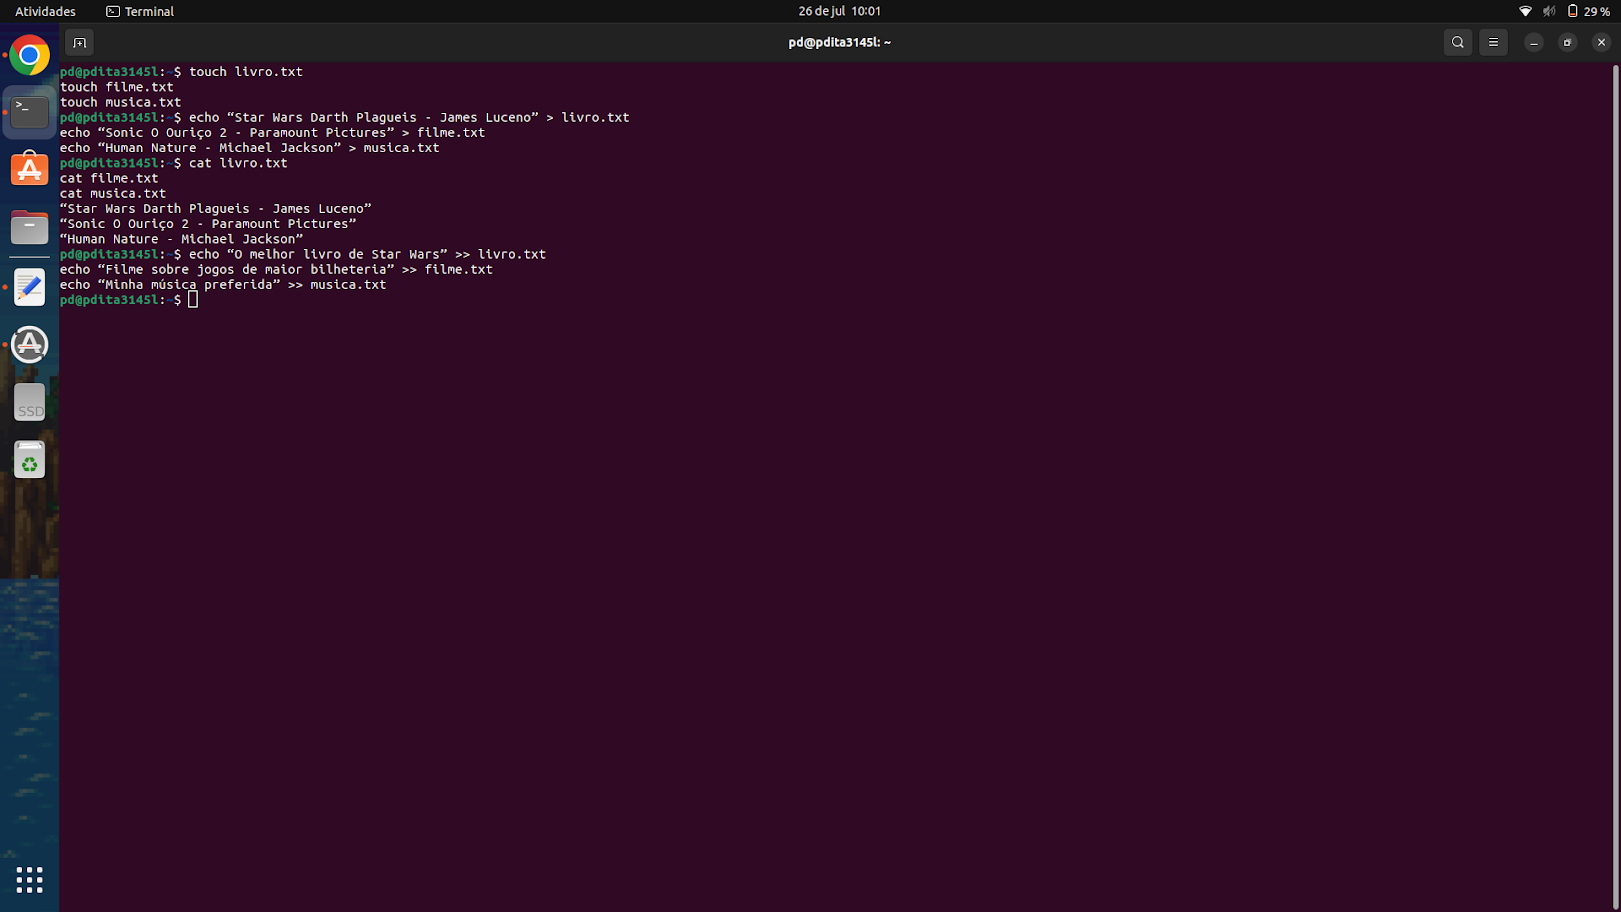 Atividades
Terminal
26 de jul 10:01
29 %
pd@pdita3145l: ~
pd@pdita3145l:~$ touch livro.txt
touch filme.txt
touch musica.txt
pd@pdita3145l:~$ echo “Star Wars Darth Plagueis - James Luceno” > livro.txt
echo “Sonic O Ouriço 2 - Paramount Pictures” > filme.txt
echo “Human Nature - Michael Jackson” > musica.txt
pd@pdita3145l:~$ cat livro.txt
cat filme.txt
cat musica.txt
“Star Wars Darth Plagueis - James Luceno”
“Sonic O Ouriço 2 - Paramount Pictures”
“Human Nature - Michael Jackson”
pd@pdita3145l:~$ echo “O melhor livro de Star Wars” >> livro.txt
echo “Filme sobre jogos de maior bilheteria” >> filme.txt
echo “Minha música preferida” >> musica.txt
pd@pdita3145l:~$
SSD